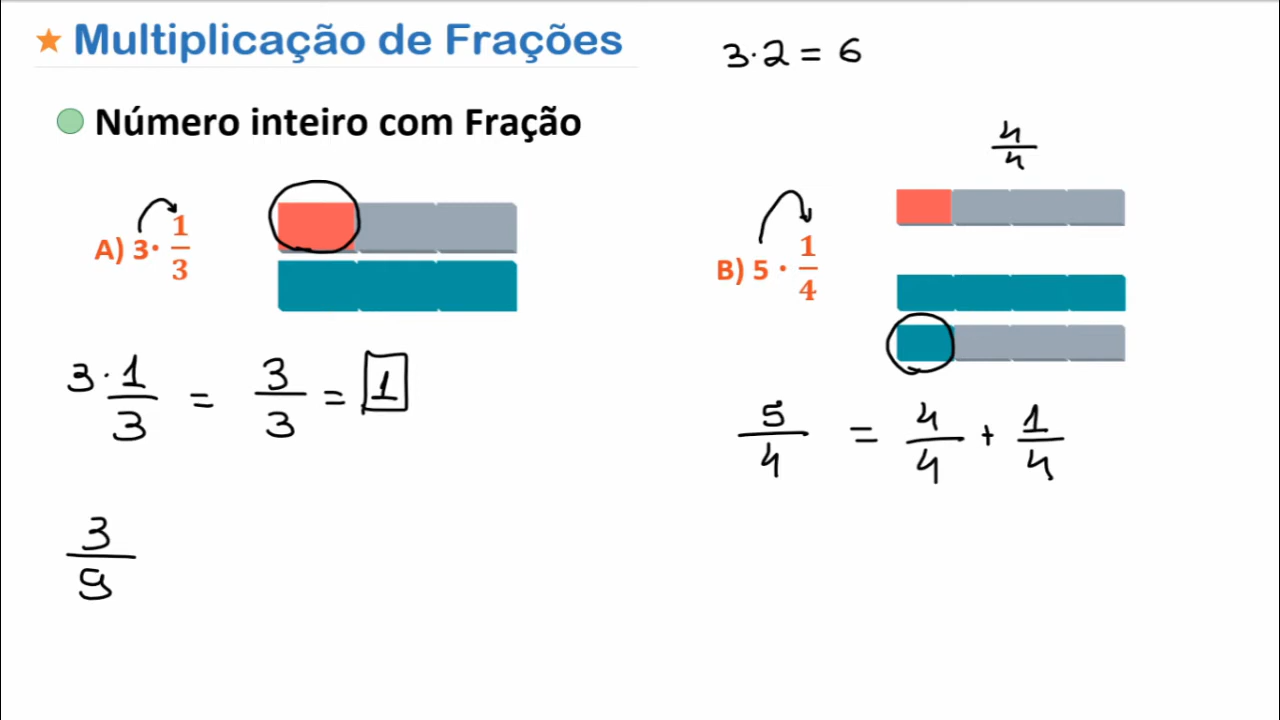 Multiplicação de Frações
3·2 = 6
Número inteiro com Fração
4/4
A) 3· 1/3
B) 5 · 1/4
3·1/3 = 3/3 = 1
5/4 = 4/4 + 1/4
3/9